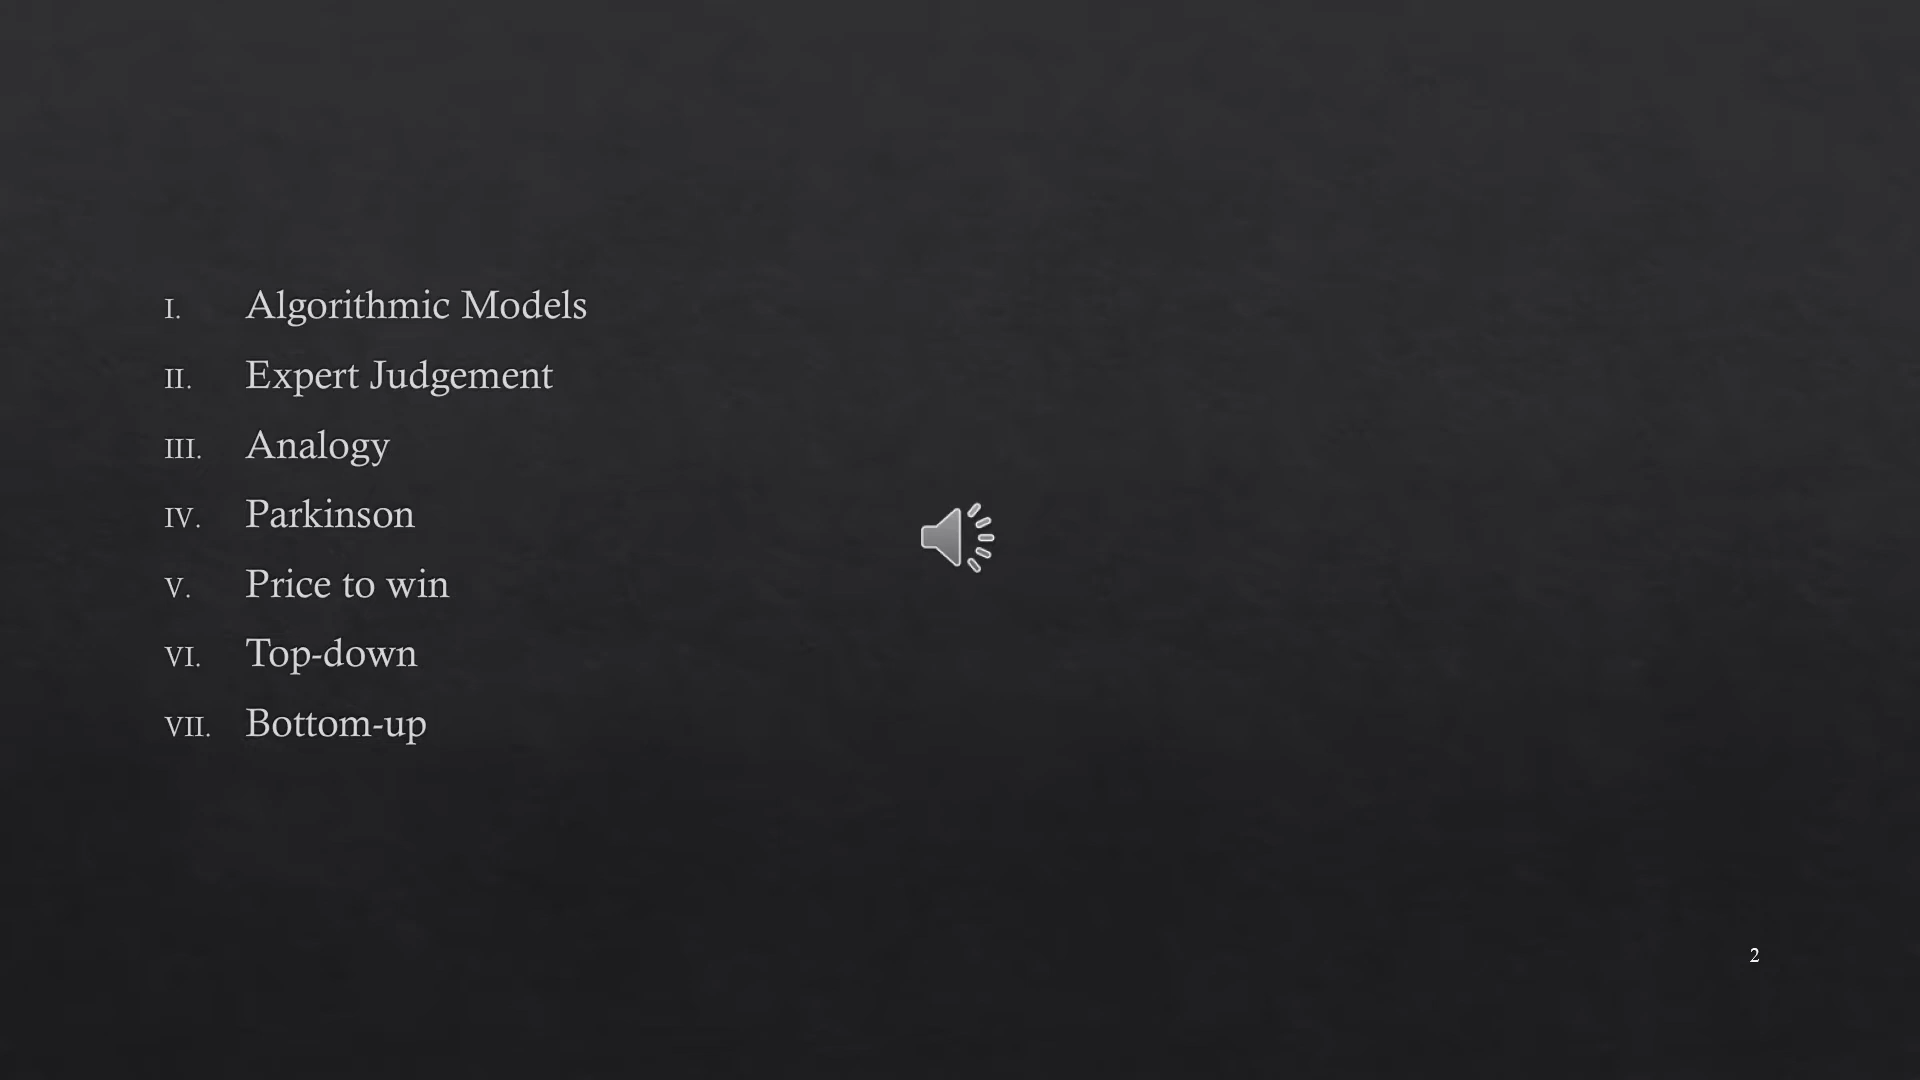 I. Algorithmic Models
II. Expert Judgement
III. Analogy
IV. Parkinson
V. Price to win
VI. Top-down
VII. Bottom-up
2